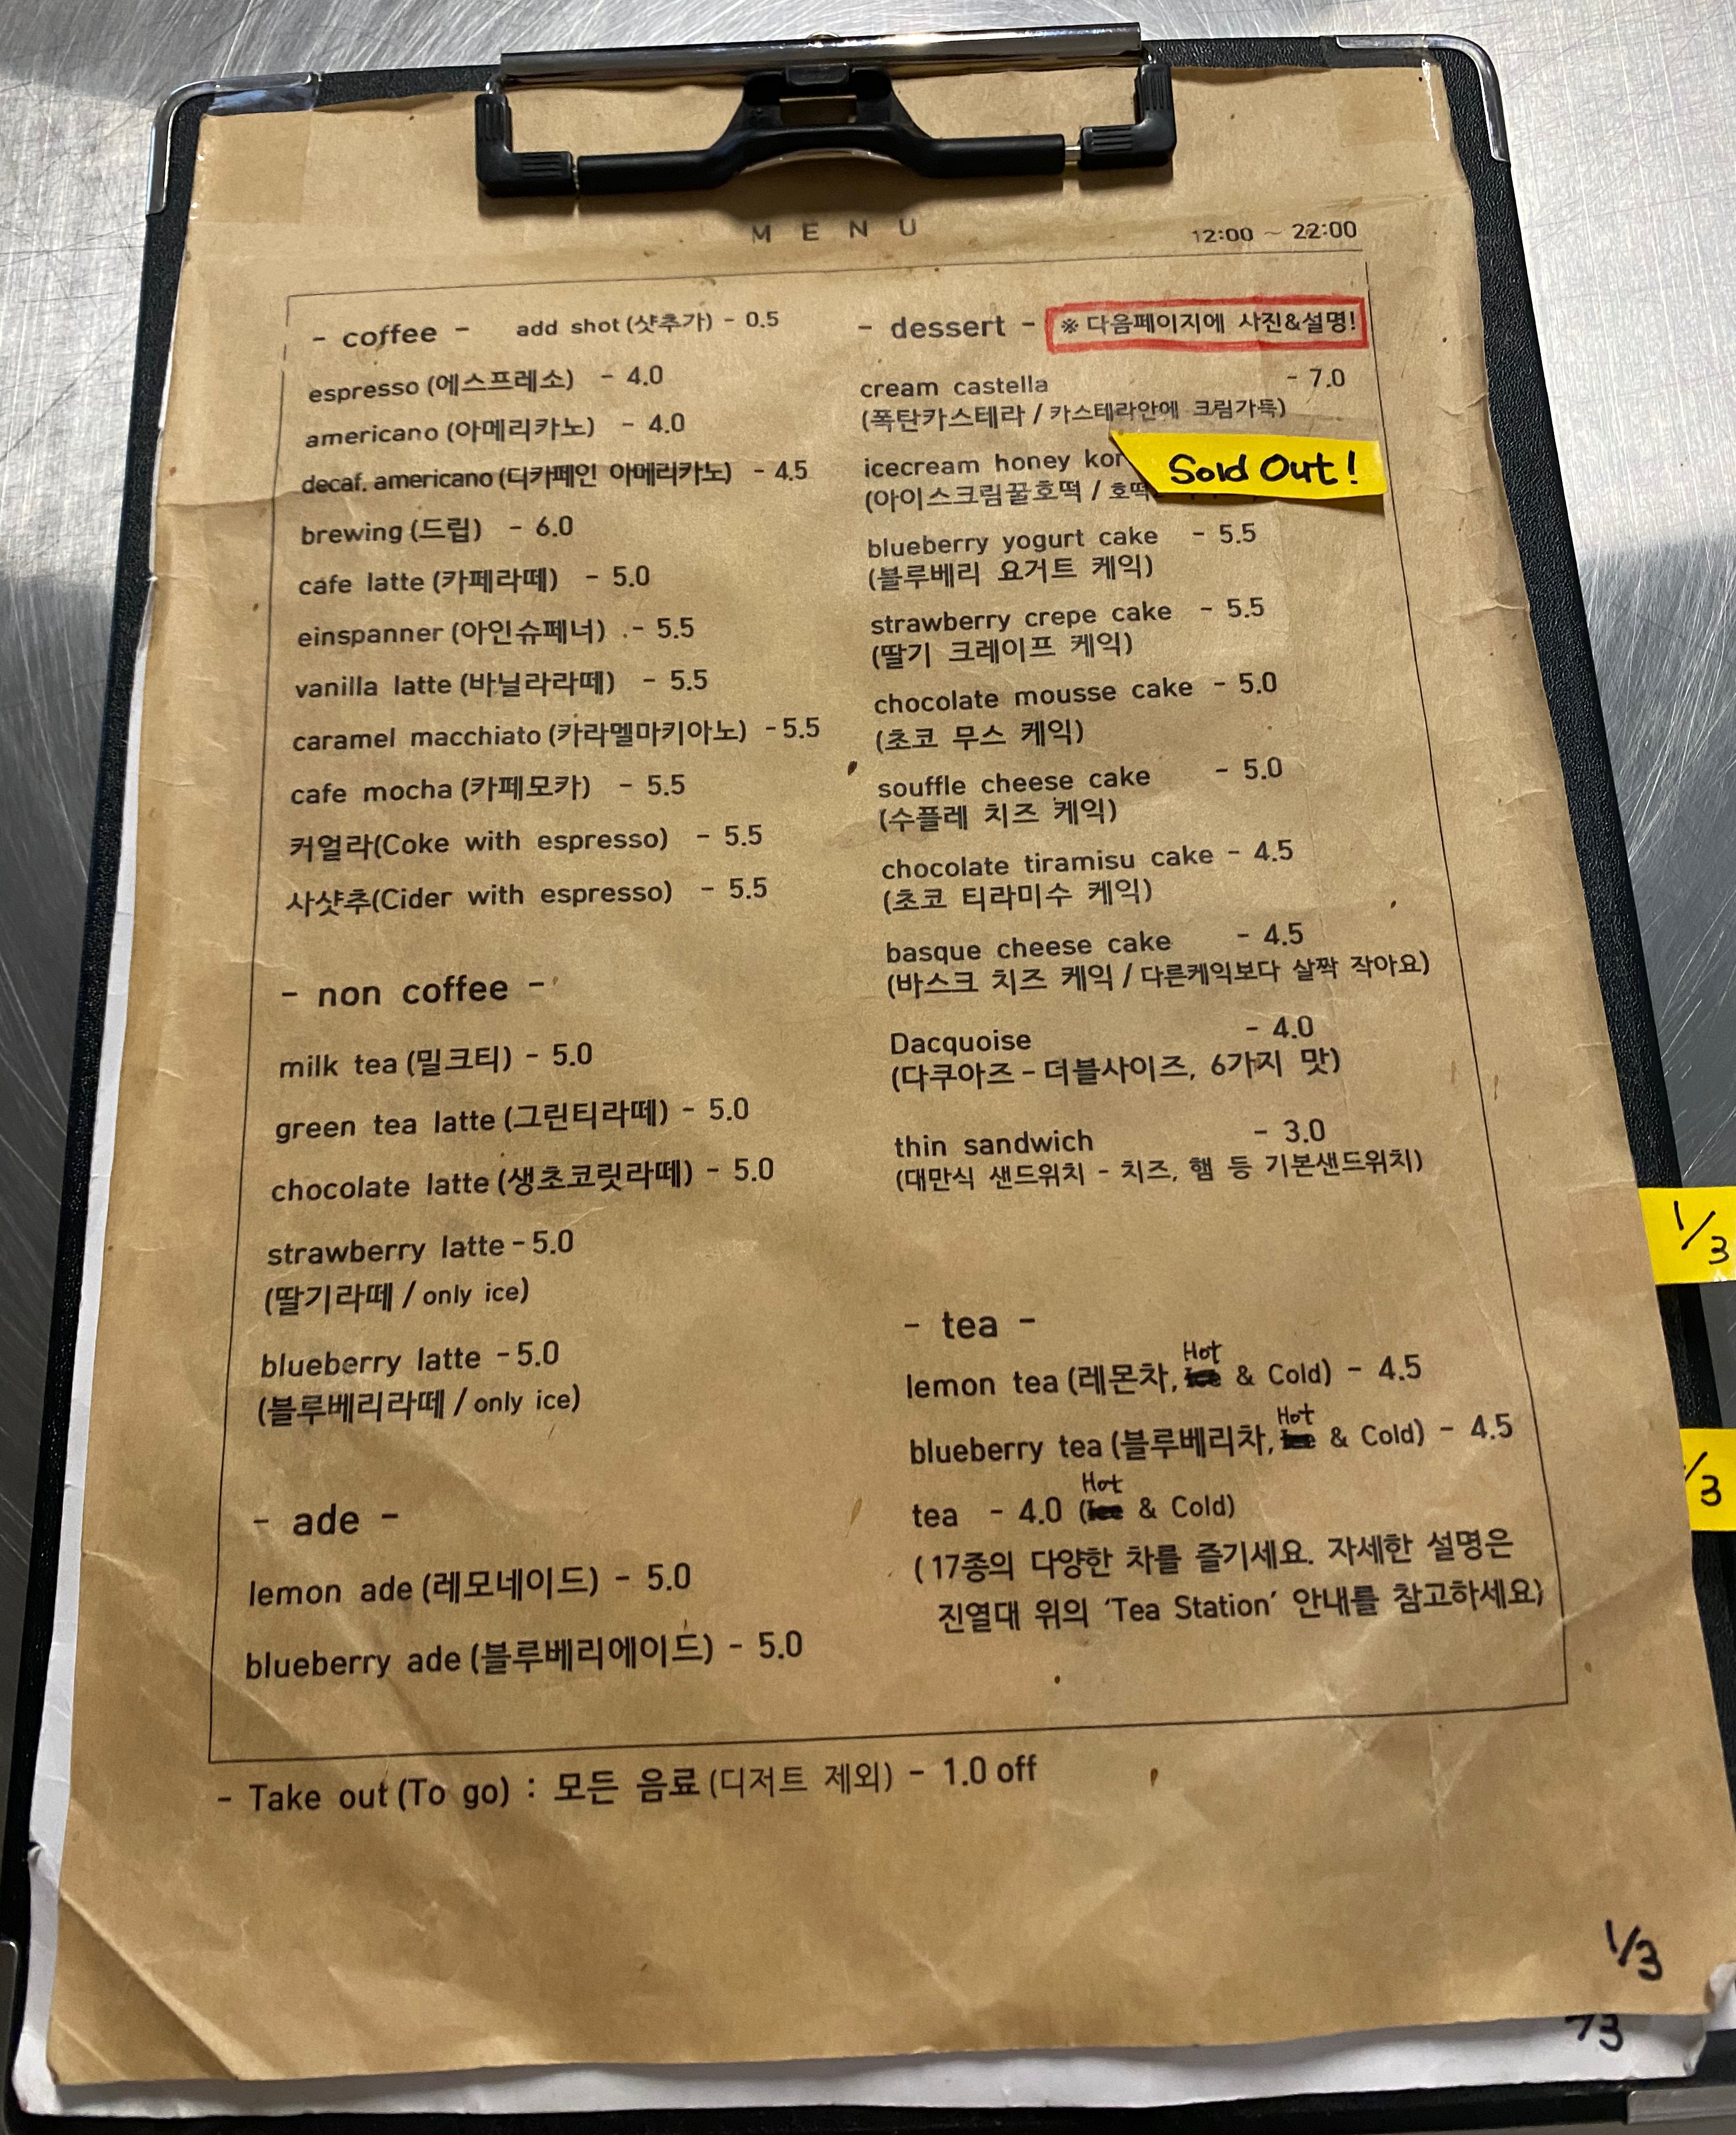 MENU
12:00 ~ 22:00
- coffee - add shot (샷추가) - 0.5
espresso (에스프레소) - 4.0
americano (아메리카노) - 4.0
decaf. americano (디카페인 아메리카노) - 4.5
brewing (드립) - 6.0
cafe latte (카페라떼) - 5.0
einspanner (아인슈페너) - 5.5
vanilla latte (바닐라라떼) - 5.5
caramel macchiato (카라멜마키아노) - 5.5
cafe mocha (카페모카) - 5.5
커얼라(Coke with espresso) - 5.5
사샷추(Cider with espresso) - 5.5
- non coffee -
milk tea (밀크티) - 5.0
green tea latte (그린티라떼) - 5.0
chocolate latte (생초코릿라떼) - 5.0
strawberry latte - 5.0
(딸기라떼 / only ice)
blueberry latte - 5.0
(블루베리라떼 / only ice)
- ade -
lemon ade (레모네이드) - 5.0
blueberry ade (블루베리에이드) - 5.0
- dessert - ※ 다음페이지에 사진&설명!
cream castella - 7.0
(폭탄카스테라 / 카스테라안에 크림가득)
icecream honey
Sold Out!
(아이스크림꿀호떡 / 호떡
blueberry yogurt cake - 5.5
(블루베리 요거트 케익)
strawberry crepe cake - 5.5
(딸기 크레이프 케익)
chocolate mousse cake - 5.0
(초코 무스 케익)
souffle cheese cake - 5.0
(수플레 치즈 케익)
chocolate tiramisu cake - 4.5
(초코 티라미수 케익)
basque cheese cake - 4.5
(바스크 치즈 케익 / 다른케익보다 살짝 작아요)
Dacquoise - 4.0
(다쿠아즈 - 더블사이즈, 6가지 맛)
thin sandwich - 3.0
(대만식 샌드위치 - 치즈, 햄 등 기본샌드위치)
- tea -
lemon tea (레몬차, Hot & Cold) - 4.5
blueberry tea (블루베리차, Hot & Cold) - 4.5
tea - 4.0 (Hot & Cold)
( 17종의 다양한 차를 즐기세요. 자세한 설명은
진열대 위의 'Tea Station' 안내를 참고하세요)
- Take out (To go) : 모든 음료 (디저트 제외) - 1.0 off
1/3
/3
1/3
/3